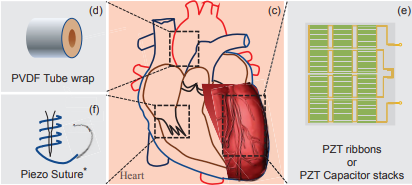 (d)
PVDF Tube wrap
(f)
Piezo Suture*
(c)
Heart
(e)
PZT ribbons
or
PZT Capacitor stacks